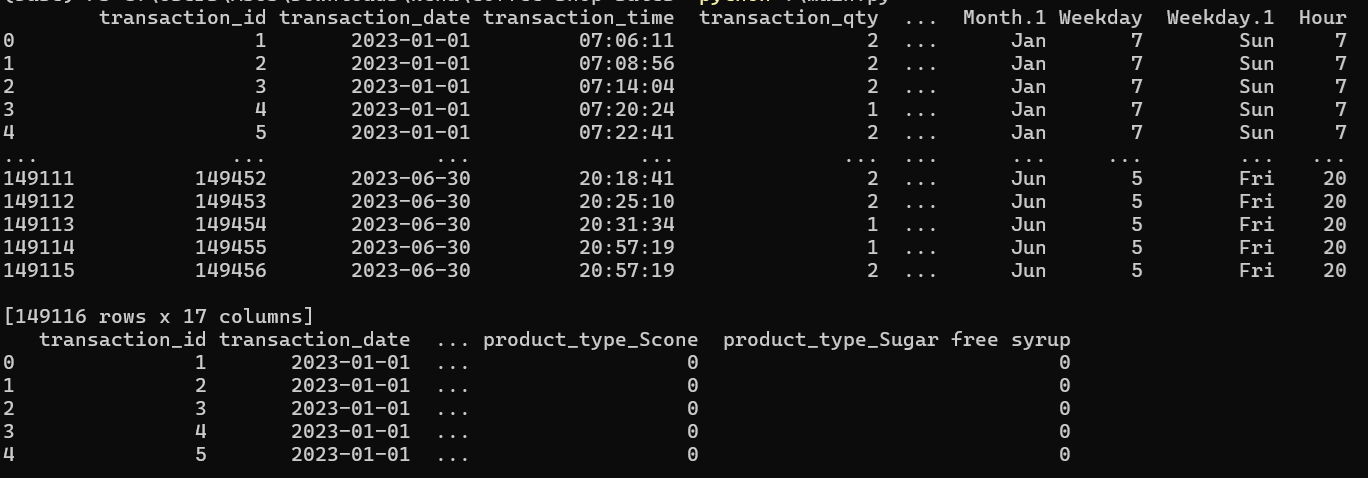 transaction_id transaction_date transaction_time transaction_qty ... Month.1 Weekday Weekday.1 Hour
0 1 2023-01-01 07:06:11 2 ... Jan 7 Sun 7
1 2 2023-01-01 07:08:56 2 ... Jan 7 Sun 7
2 3 2023-01-01 07:14:04 2 ... Jan 7 Sun 7
3 4 2023-01-01 07:20:24 1 ... Jan 7 Sun 7
4 5 2023-01-01 07:22:41 2 ... Jan 7 Sun 7
... ... ... ... ... ... ... ... ... ...
149111 149452 2023-06-30 20:18:41 2 ... Jun 5 Fri 20
149112 149453 2023-06-30 20:25:10 2 ... Jun 5 Fri 20
149113 149454 2023-06-30 20:31:34 1 ... Jun 5 Fri 20
149114 149455 2023-06-30 20:57:19 1 ... Jun 5 Fri 20
149115 149456 2023-06-30 20:57:19 2 ... Jun 5 Fri 20
[149116 rows x 17 columns]
transaction_id transaction_date ... product_type_Scone product_type_Sugar free syrup
0 1 2023-01-01 ... 0 0
1 2 2023-01-01 ... 0 0
2 3 2023-01-01 ... 0 0
3 4 2023-01-01 ... 0 0
4 5 2023-01-01 ... 0 0